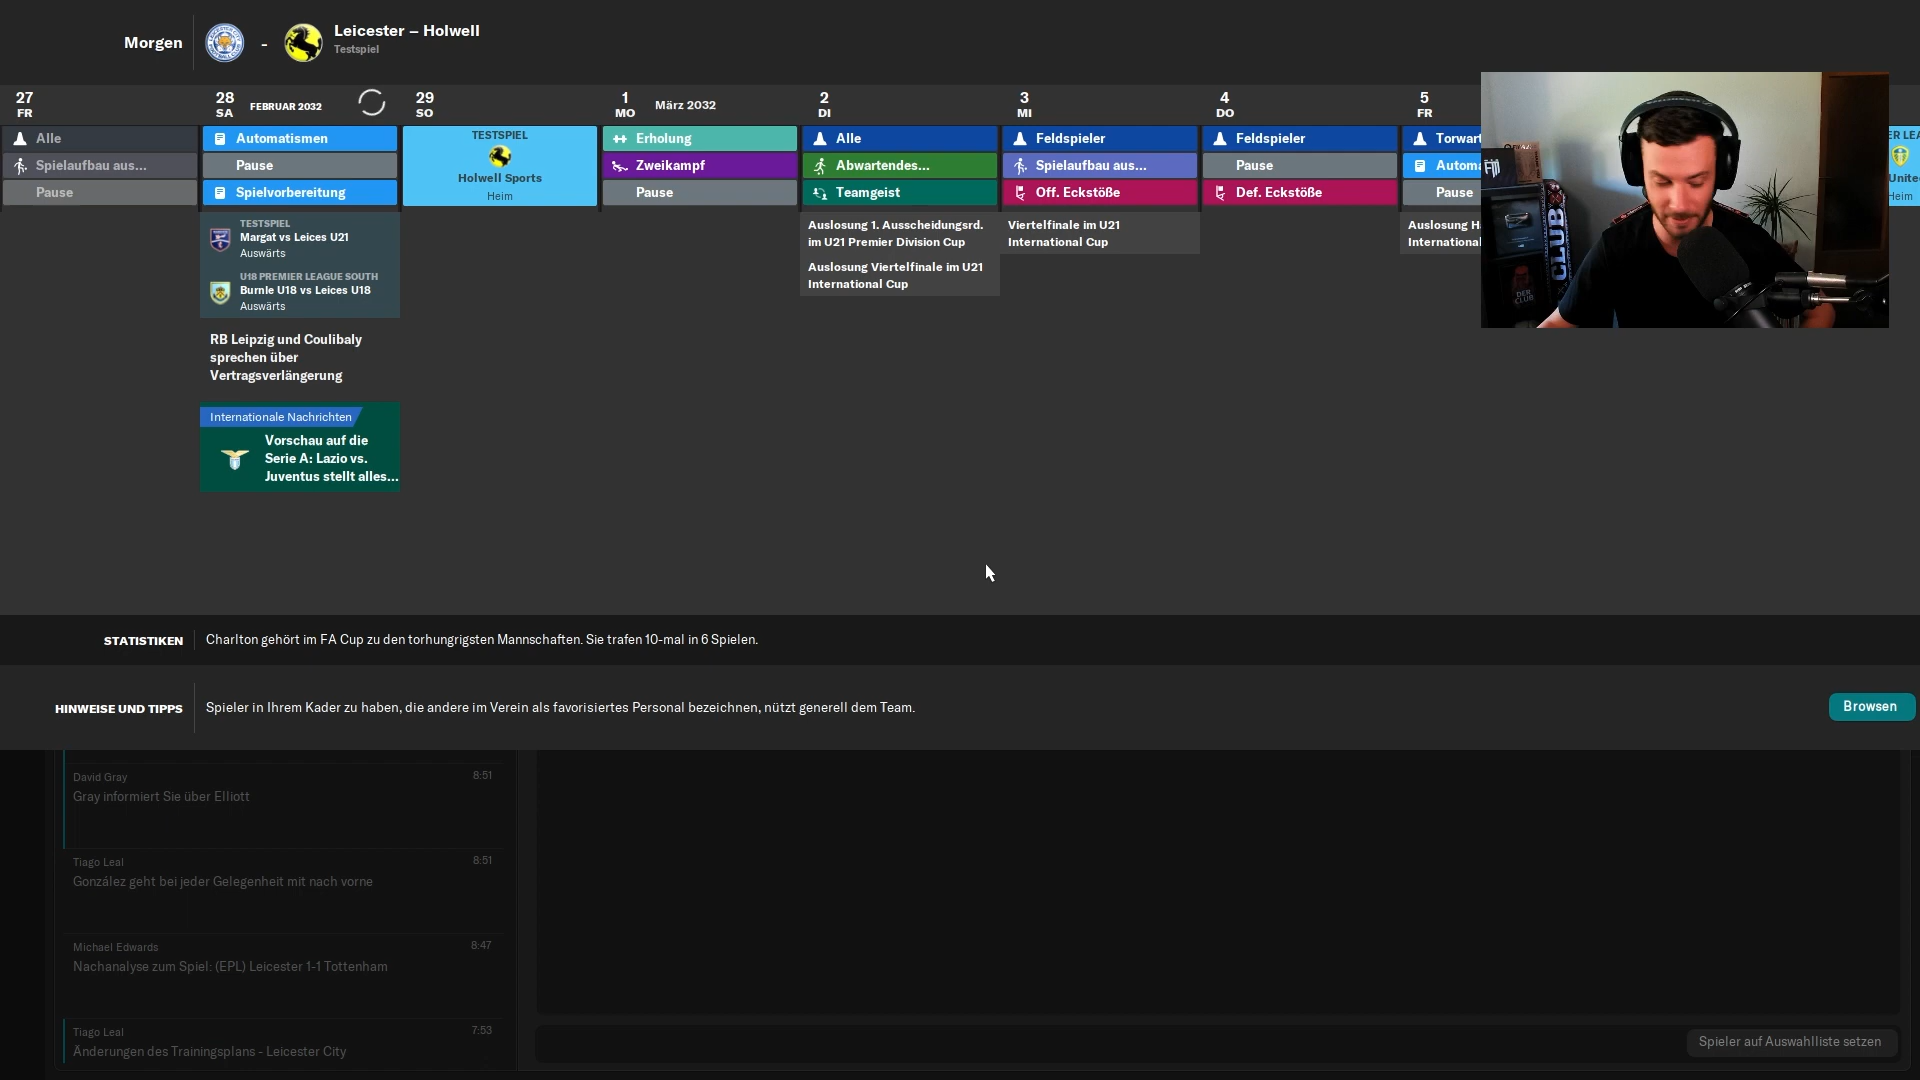 Morgen
-
Leicester – Holwell
Testspiel
27
FR
28
SA
FEBRUAR 2032
29
SO
1
MO
März 2032
2
DI
3
MI
4
DO
5
FR
Alle
Spielaufbau aus...
Pause
Automatismen
Pause
Spielvorbereitung
TESTSPIEL
Holwell Sports
Heim
Erholung
Zweikampf
Pause
Alle
Abwartendes...
Teamgeist
Feldspieler
Spielaufbau aus...
Off. Eckstöße
Feldspieler
Pause
Def. Eckstöße
Torwart
Automa
Pause
ER LEA
Unite
Heim
TESTSPIEL
Margat vs Leices U21
Auswärts
U18 PREMIER LEAGUE SOUTH
Burnle U18 vs Leices U18
Auswärts
RB Leipzig und Coulibaly
sprechen über
Vertragsverlängerung
Internationale Nachrichten
Vorschau auf die
Serie A: Lazio vs.
Juventus stellt alles...
Auslosung 1. Ausscheidungsrd.
im U21 Premier Division Cup
Auslosung Viertelfinale im U21
International Cup
Viertelfinale im U21
International Cup
Auslosung H
International
CLUB
DER
CLUB
STATISTIKEN
Charlton gehört im FA Cup zu den torhungrigsten Mannschaften. Sie trafen 10-mal in 6 Spielen.
HINWEISE UND TIPPS
Spieler in Ihrem Kader zu haben, die andere im Verein als favorisiertes Personal bezeichnen, nützt generell dem Team.
Browsen
David Gray
8:51
Gray informiert Sie über Elliott
Tiago Leal
8:51
González geht bei jeder Gelegenheit mit nach vorne
Michael Edwards
8:47
Nachanalyse zum Spiel: (EPL) Leicester 1-1 Tottenham
Tiago Leal
7:53
Änderungen des Trainingsplans - Leicester City
Spieler auf Auswahlliste setzen